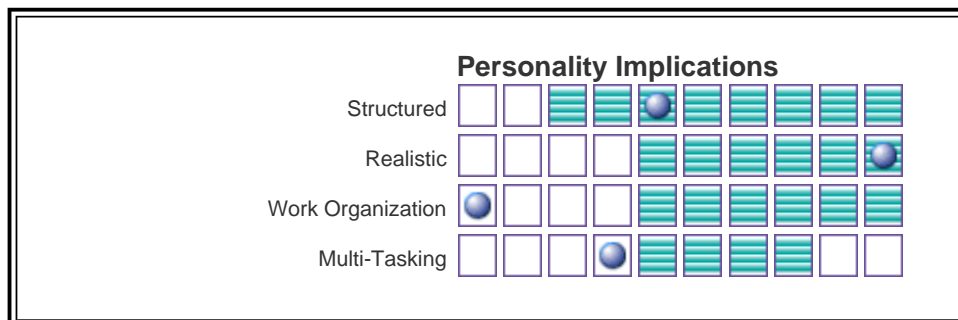 Personality Implications
Structured
Realistic
Work Organization
Multi-Tasking